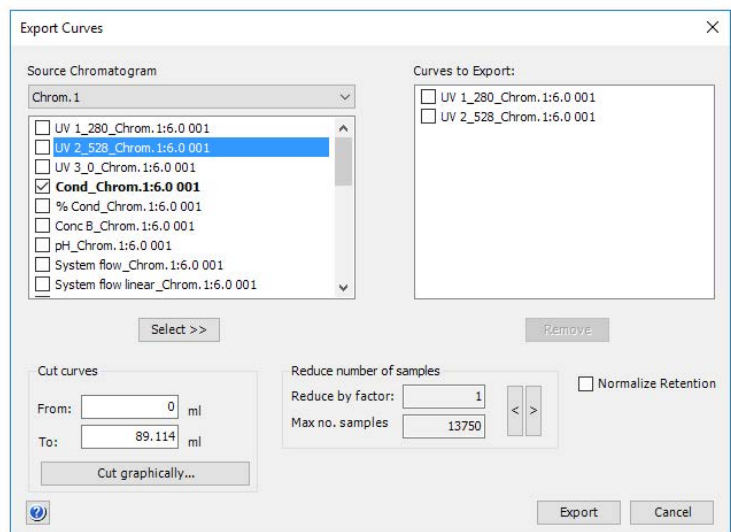 Export Curves
Source Chromatogram
Chrom.1
UV 1_280_Chrom.1:6.0 001
UV 2_528_Chrom.1:6.0 001
UV 3_0_Chrom.1:6.0 001
Cond_Chrom.1:6.0 001
% Cond_Chrom.1:6.0 001
Conc B_Chrom.1:6.0 001
pH_Chrom.1:6.0 001
System flow_Chrom.1:6.0 001
System flow linear_Chrom.1:6.0 001
Select >>
Curves to Export:
UV 1_280_Chrom.1:6.0 001
UV 2_528_Chrom.1:6.0 001
Remove
Cut curves
From: 0 ml
To: 89.114 ml
Cut graphically...
Reduce number of samples
Reduce by factor: 1
Max no. samples 13750
< >
Normalize Retention
?
Export Cancel